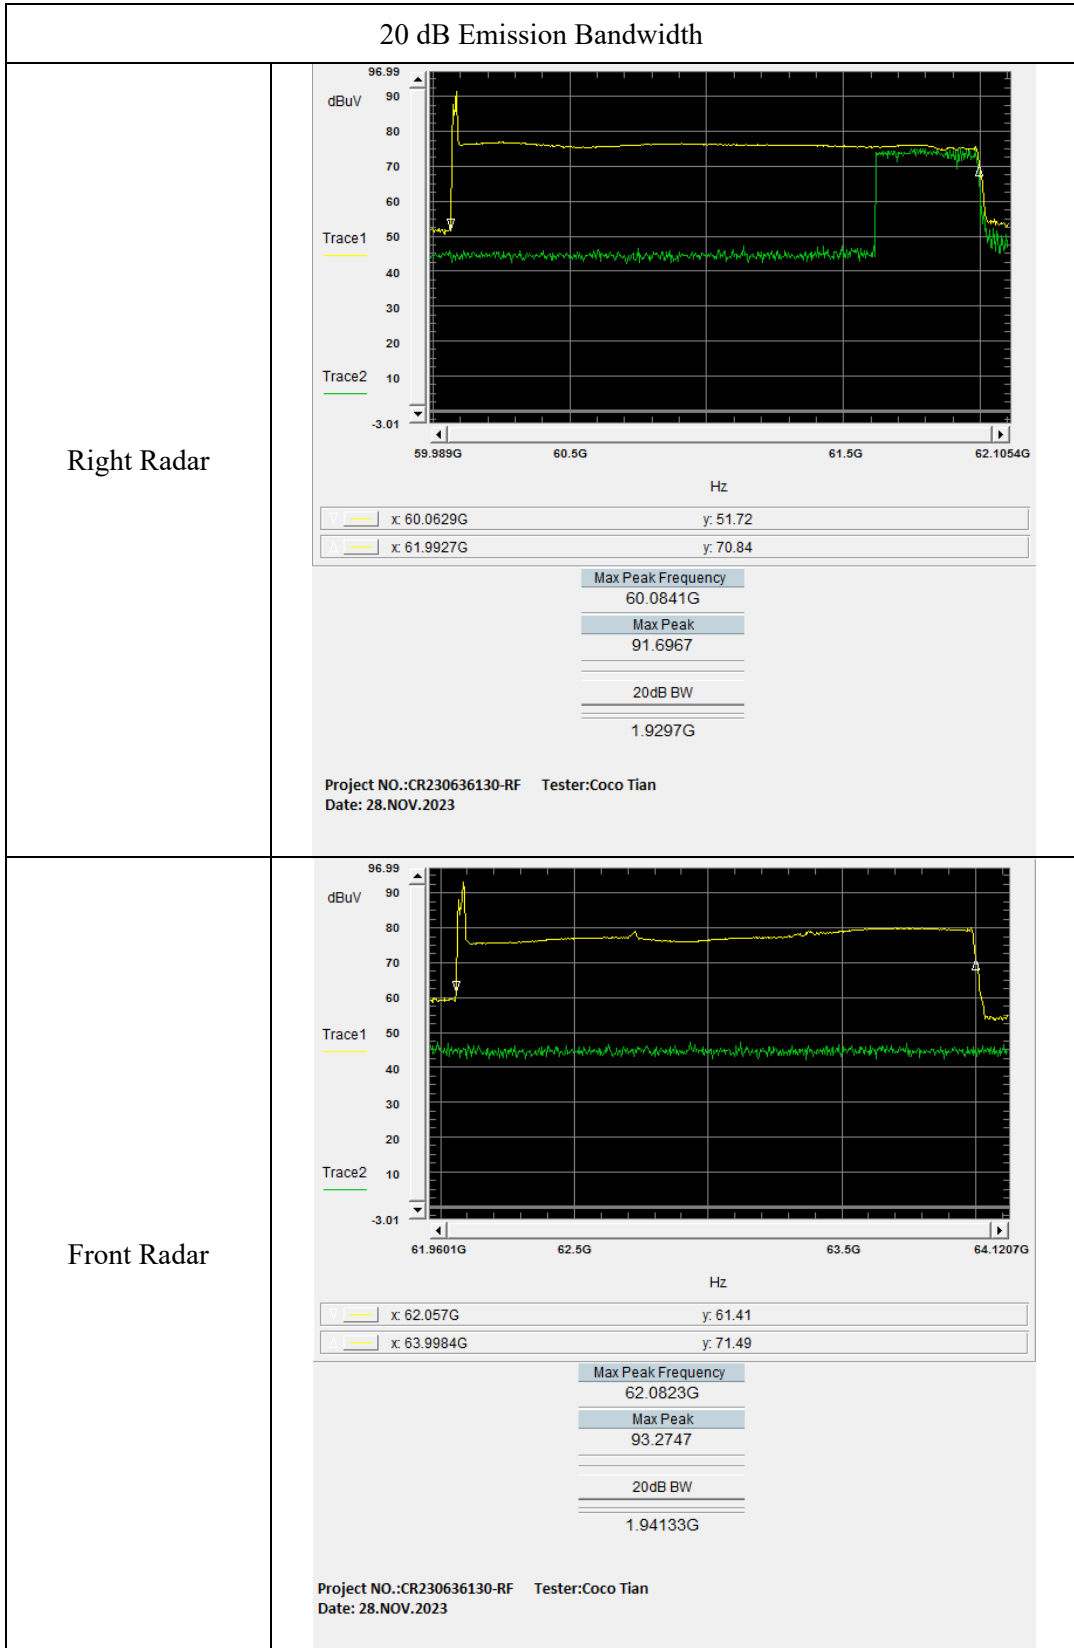 20 dB Emission Bandwidth
Right Radar
96.99
dBuV
90
80
70
60
Trace1
50
40
30
20
Trace2
10
-3.01
59.989G 60.5G 61.5G 62.1054G
Hz
x: 60.0629G y: 51.72
x: 61.9927G y: 70.84
Max Peak Frequency
60.0841G
Max Peak
91.6967
20dB BW
1.9297G
Project NO.:CR230636130-RF Tester:Coco Tian
Date: 28.NOV.2023
Front Radar
96.99
dBuV
90
80
70
60
Trace1
50
40
30
20
Trace2
10
-3.01
61.9601G 62.5G 63.5G 64.1207G
Hz
x: 62.057G y: 61.41
x: 63.9984G y: 71.49
Max Peak Frequency
62.0823G
Max Peak
93.2747
20dB BW
1.94133G
Project NO.:CR230636130-RF Tester:Coco Tian
Date: 28.NOV.2023